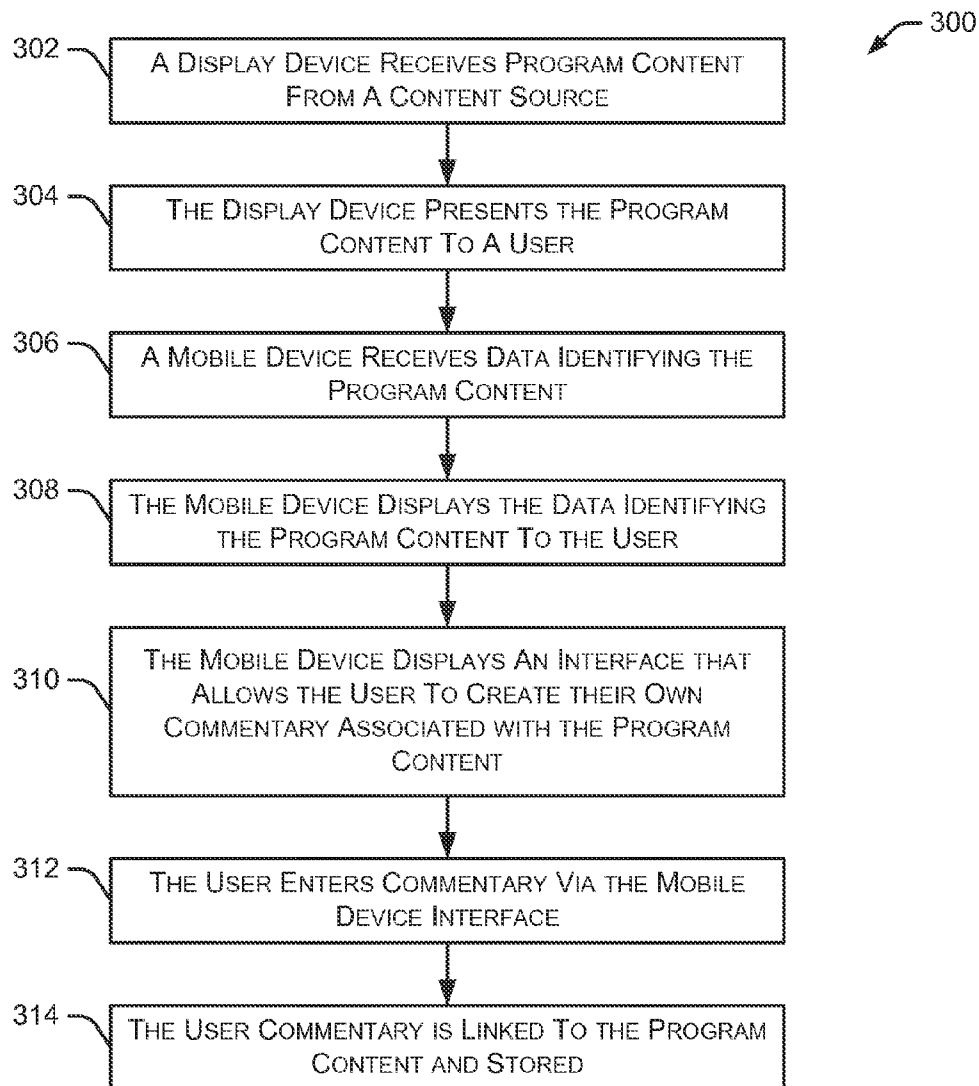 300
302
A DISPLAY DEVICE RECEIVES PROGRAM CONTENT
FROM A CONTENT SOURCE
304
THE DISPLAY DEVICE PRESENTS THE PROGRAM
CONTENT TO A USER
306
A MOBILE DEVICE RECEIVES DATA IDENTIFYING THE
PROGRAM CONTENT
308
THE MOBILE DEVICE DISPLAYS THE DATA IDENTIFYING
THE PROGRAM CONTENT TO THE USER
310
THE MOBILE DEVICE DISPLAYS AN INTERFACE THAT
ALLOWS THE USER TO CREATE THEIR OWN
COMMENTARY ASSOCIATED WITH THE PROGRAM
CONTENT
312
THE USER ENTERS COMMENTARY VIA THE MOBILE
DEVICE INTERFACE
314
THE USER COMMENTARY IS LINKED TO THE PROGRAM
CONTENT AND STORED